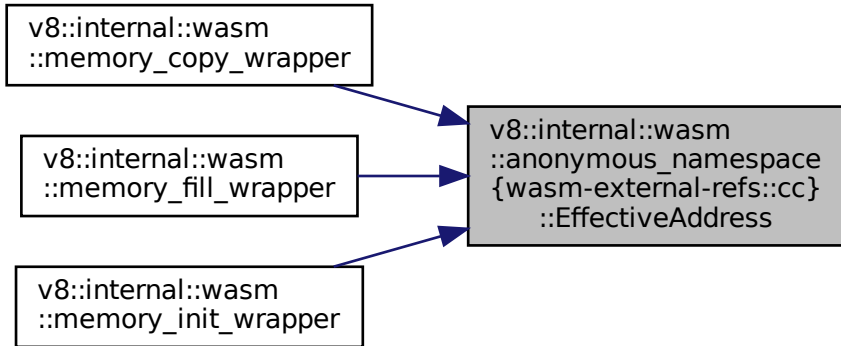 v8::internal::wasm
::memory_copy_wrapper
v8::internal::wasm
::memory_fill_wrapper
v8::internal::wasm
::memory_init_wrapper
v8::internal::wasm
::anonymous_namespace
{wasm-external-refs::cc}
::EffectiveAddress